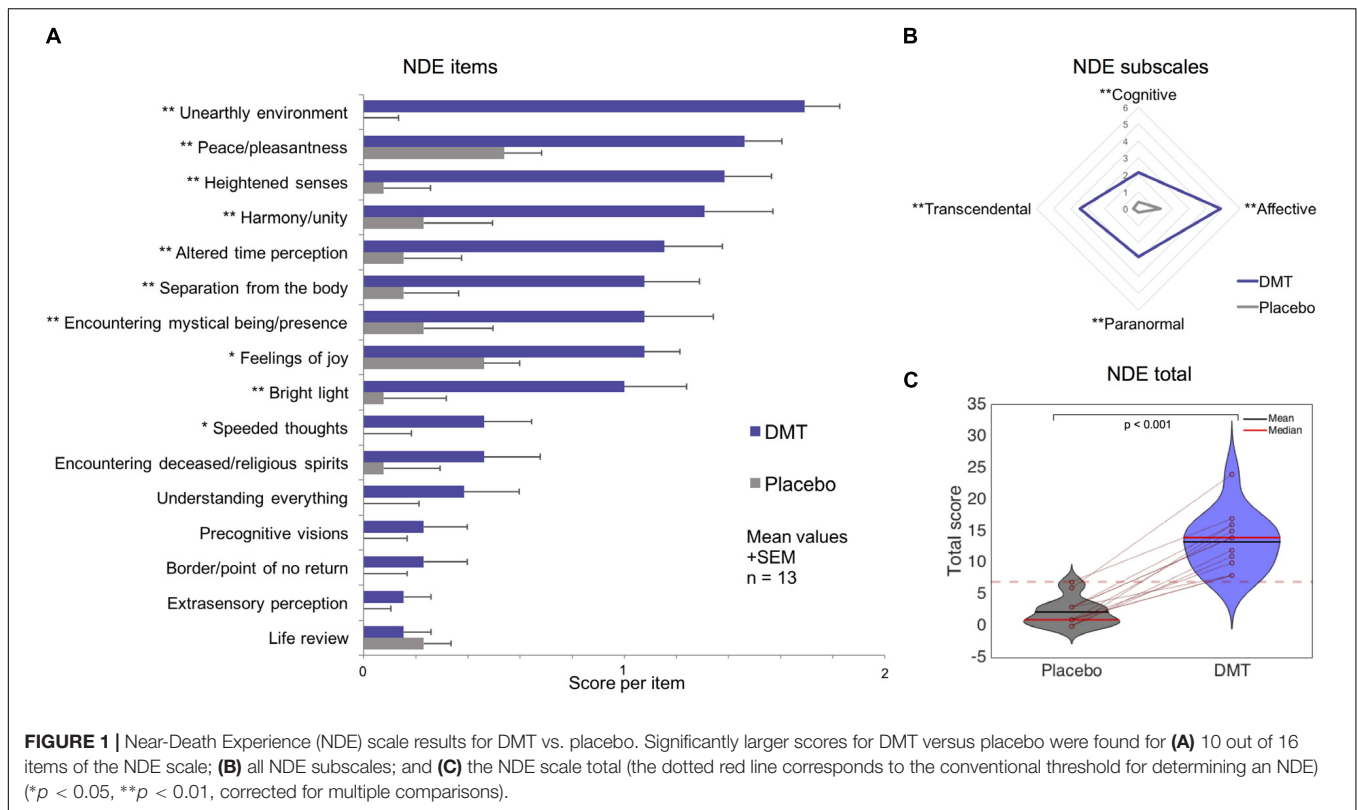 A
NDE items
** Unearthly environment
** Peace/pleasantness
** Heightened senses
** Harmony/unity
** Altered time perception
** Separation from the body
** Encountering mystical being/presence
* Feelings of joy
** Bright light
* Speeded thoughts
Encountering deceased/religious spirits
Understanding everything
Precognitive visions
Border/point of no return
Extrasensory perception
Life review
0
1
2
Score per item
DMT
Placebo
Mean values
+SEM
n = 13
B
NDE subscales
**Cognitive
6
5
4
3
2
1
0
**Transcendental
**Affective
**Paranormal
DMT
Placebo
C
NDE total
35
30
25
20
15
10
5
0
-5
Total score
p < 0.001
Mean
Median
Placebo
DMT
FIGURE 1 | Near-Death Experience (NDE) scale results for DMT vs. placebo. Significantly larger scores for DMT versus placebo were found for (A) 10 out of 16
items of the NDE scale; (B) all NDE subscales; and (C) the NDE scale total (the dotted red line corresponds to the conventional threshold for determining an NDE)
(*p < 0.05, **p < 0.01, corrected for multiple comparisons).